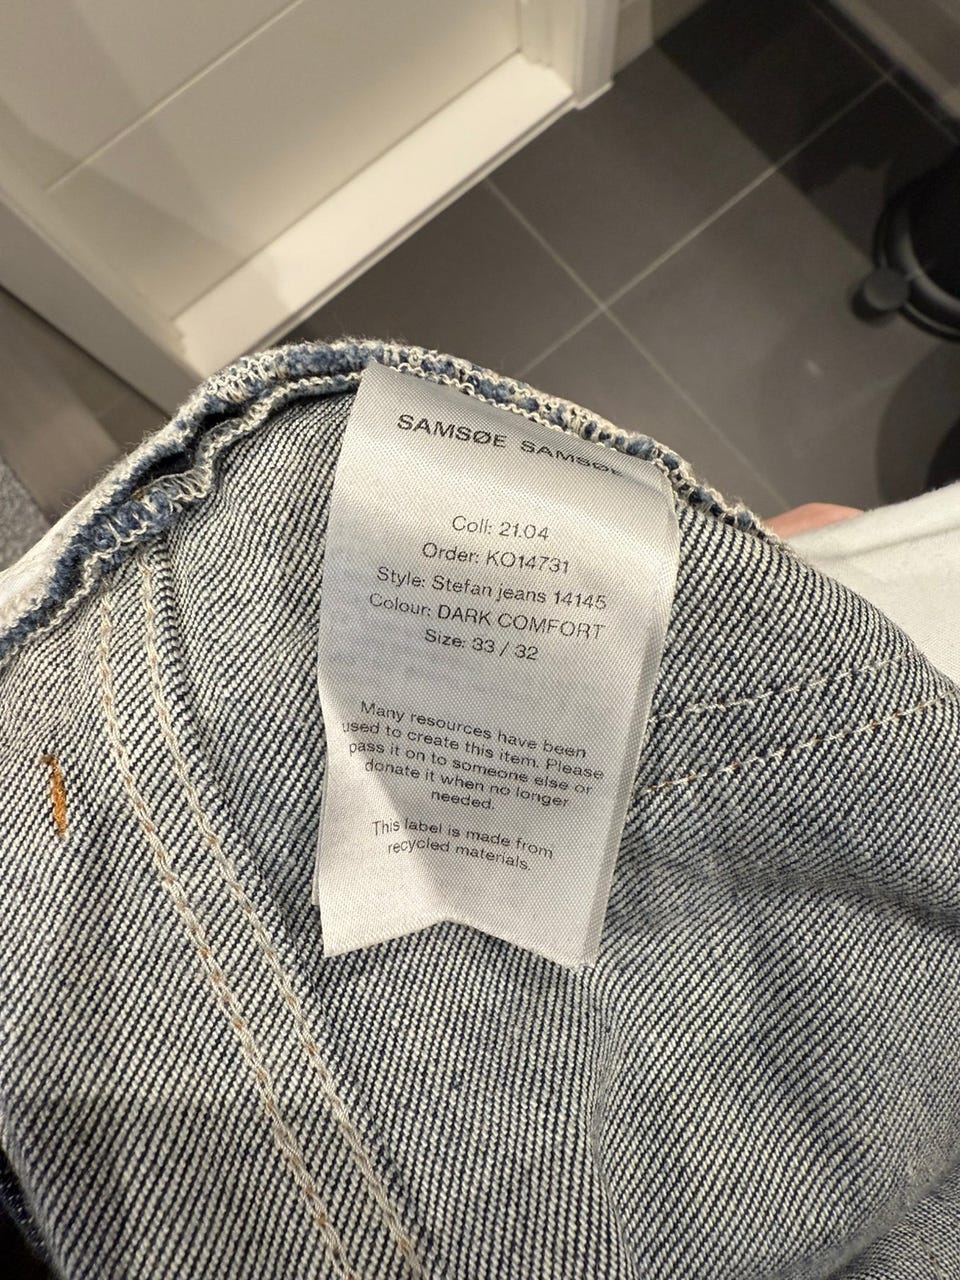 SAMSØE SAMSØE
Coll: 21.04
Order: KO14731
Style: Stefan jeans 14145
Colour: DARK COMFORT
Size: 33 / 32
Many resources have been
used to create this item. Please
pass it on to someone else or
donate it when no longer
needed.
This label is made from
recycled materials.